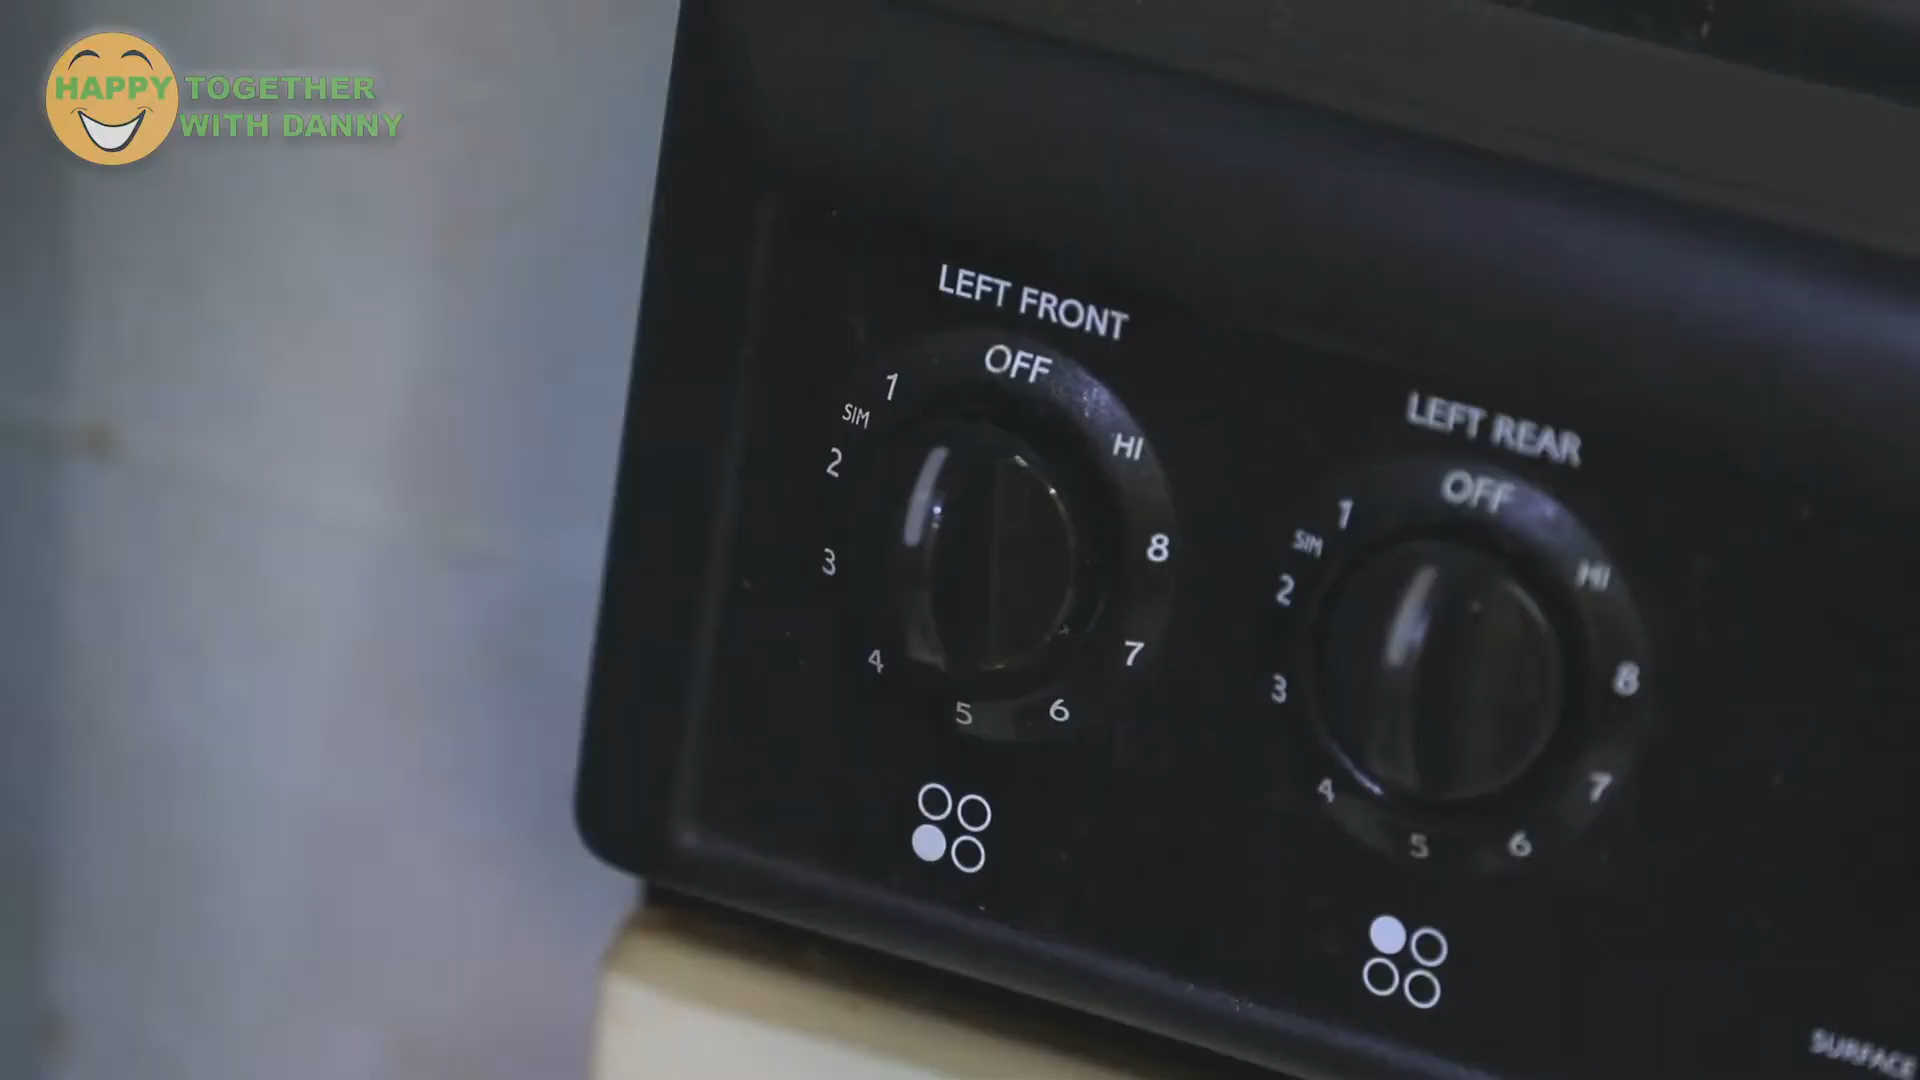 HAPPY TOGETHER
WITH DANNY
LEFT FRONT
OFF
1
SIM
HI
2
8
3
7
4
5
6
LEFT REAR
OFF
1
SIM
HI
2
8
3
7
4
5
6
SURFACE